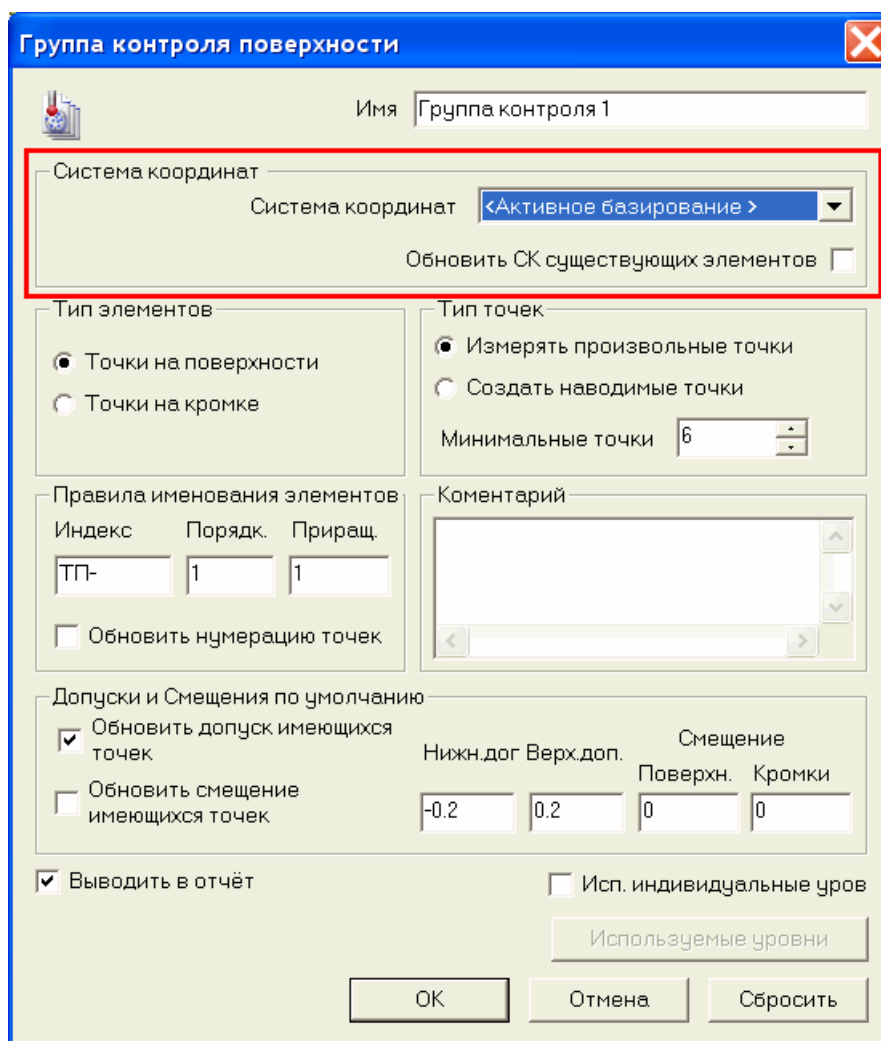 Группа контроля поверхности
Имя Группа контроля 1
Система координат
Система координат <Активное базирование >
Обновить СК существующих элементов
Тип элементов
Точки на поверхности
Точки на кромке
Тип точек
Измерять произвольные точки
Создать наводимые точки
Минимальные точки 6
Правила именования элементов
Индекс Порядк. Приращ.
ТП- 1 1
Обновить нумерацию точек
Коментарий
Допуски и Смещения по умолчанию
Обновить допуск имеющихся
точек
Обновить смещение
имеющихся точек
Смещение
Нижн.дог Верх.доп. Поверхн. Кромки
-0.2 0.2 0 0
Выводить в отчёт
Исп. индивидуальные уров
Используемые уровни
ОК Отмена Сбросить